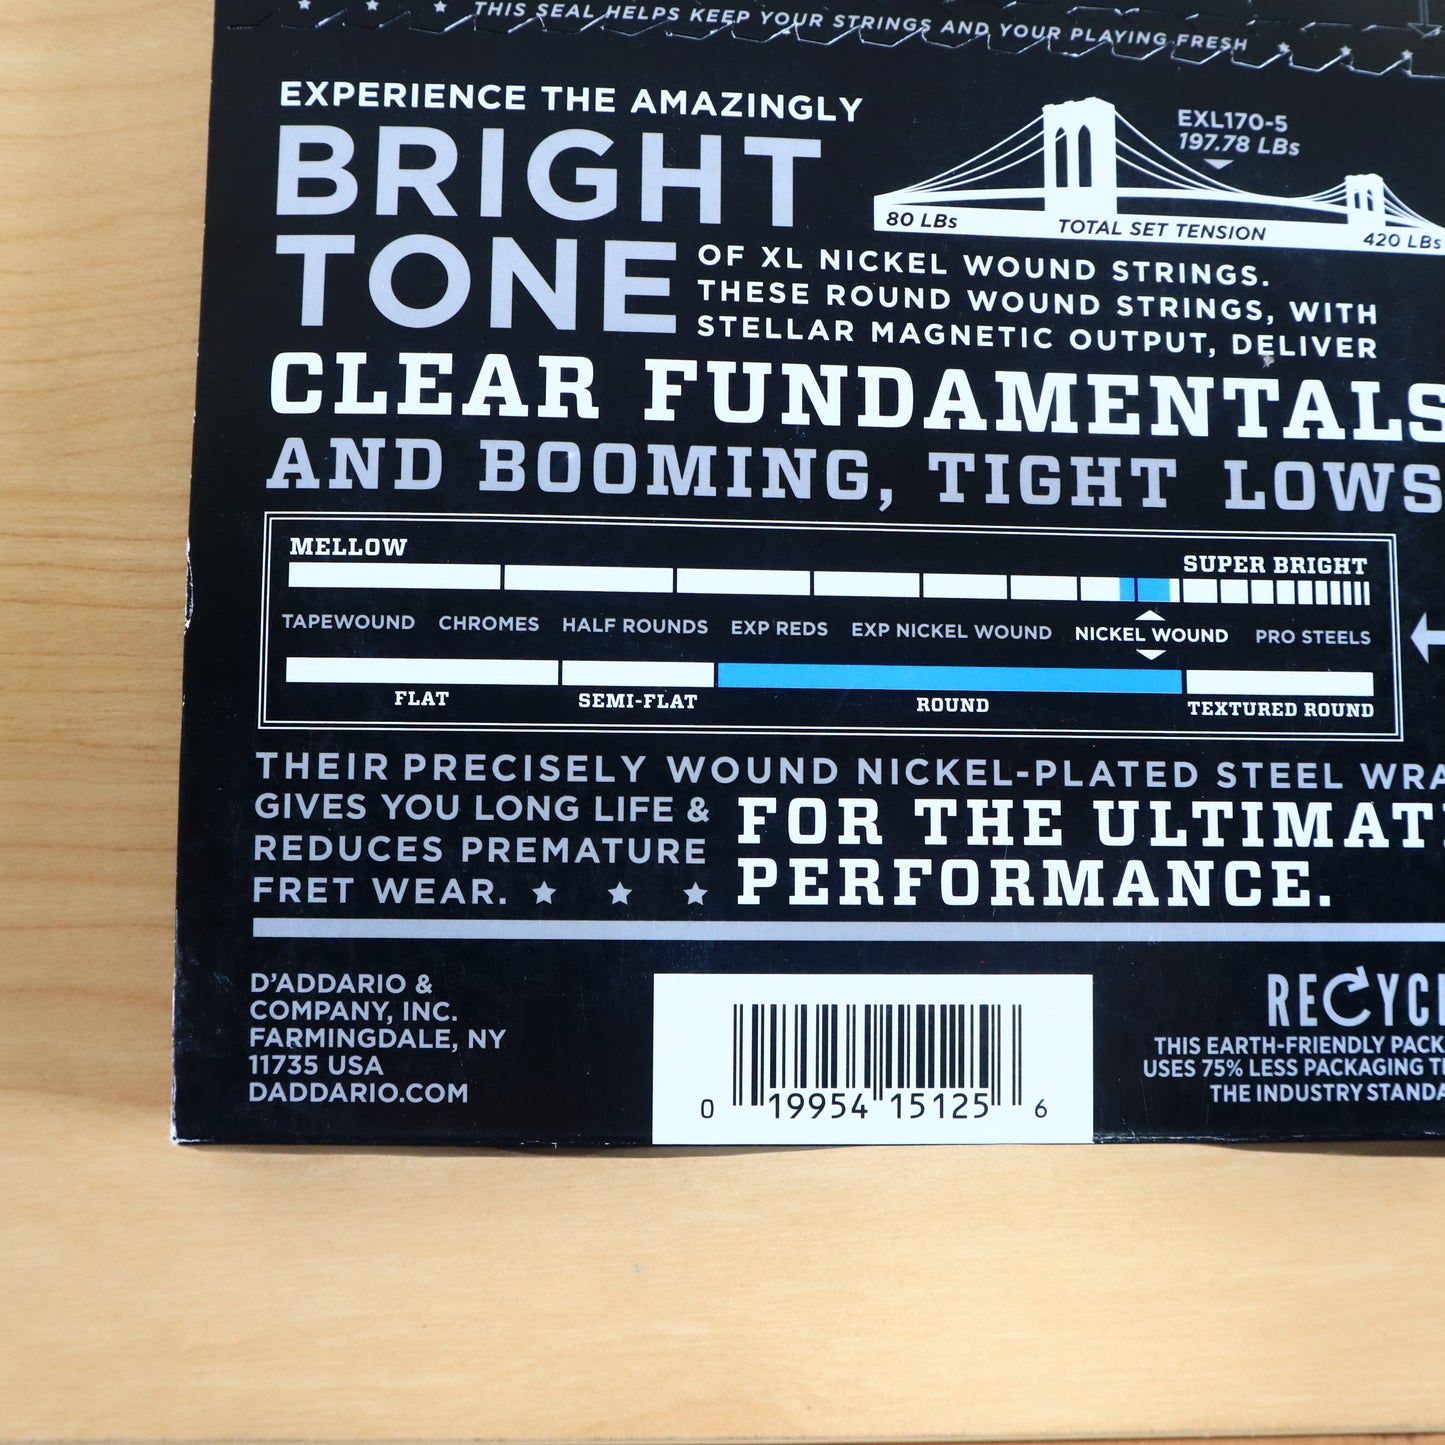 THIS SEAL HELPS KEEP YOUR STRINGS AND YOUR PLAYING FRESH
EXPERIENCE THE AMAZINGLY
BRIGHT
TONE
OF XL NICKEL WOUND STRINGS.
THESE ROUND WOUND STRINGS, WITH
STELLAR MAGNETIC OUTPUT, DELIVER
EXL170-5
197.78 LBs
80 LBs
TOTAL SET TENSION
420 LBs
CLEAR FUNDAMENTALS
AND BOOMING, TIGHT LOWS
MELLOW
SUPER BRIGHT
TAPEWOUND CHROMES HALF ROUNDS EXP REDS EXP NICKEL WOUND NICKEL WOUND PRO STEELS
FLAT SEMI-FLAT ROUND TEXTURED ROUND
THEIR PRECISELY WOUND NICKEL-PLATED STEEL WRA
GIVES YOU LONG LIFE &
REDUCES PREMATURE
FRET WEAR.
FOR THE ULTIMAT
PERFORMANCE.
D'ADDARIO &
COMPANY, INC.
FARMINGDALE, NY
11735 USA
DADDARIO.COM
0 19954 15125 6
RECYCL
THIS EARTH-FRIENDLY PACK
USES 75% LESS PACKAGING T
THE INDUSTRY STANDA